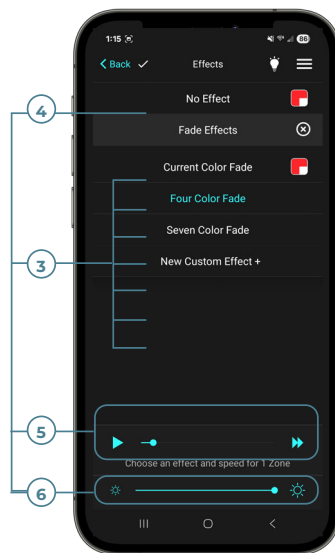 1:15
86
Back
Effects
No Effect
4
Fade Effects
Current Color Fade
Four Color Fade
3
Seven Color Fade
New Custom Effect +
5
Choose an effect and speed for 1 Zone
6